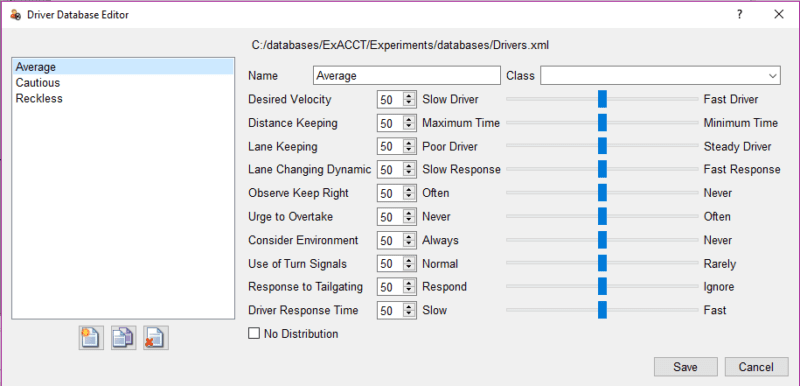 Driver Database Editor
C:/databases/ExACCT/Experiments/databases/Drivers.xml
Average
Cautious
Reckless
Name Average Class
Desired Velocity 50 Slow Driver Fast Driver
Distance Keeping 50 Maximum Time Minimum Time
Lane Keeping 50 Poor Driver Steady Driver
Lane Changing Dynamic 50 Slow Response Fast Response
Observe Keep Right 50 Often Never
Urge to Overtake 50 Never Often
Consider Environment 50 Always Never
Use of Turn Signals 50 Normal Rarely
Response to Tailgating 50 Respond Ignore
Driver Response Time 50 Slow Fast
No Distribution
Save Cancel